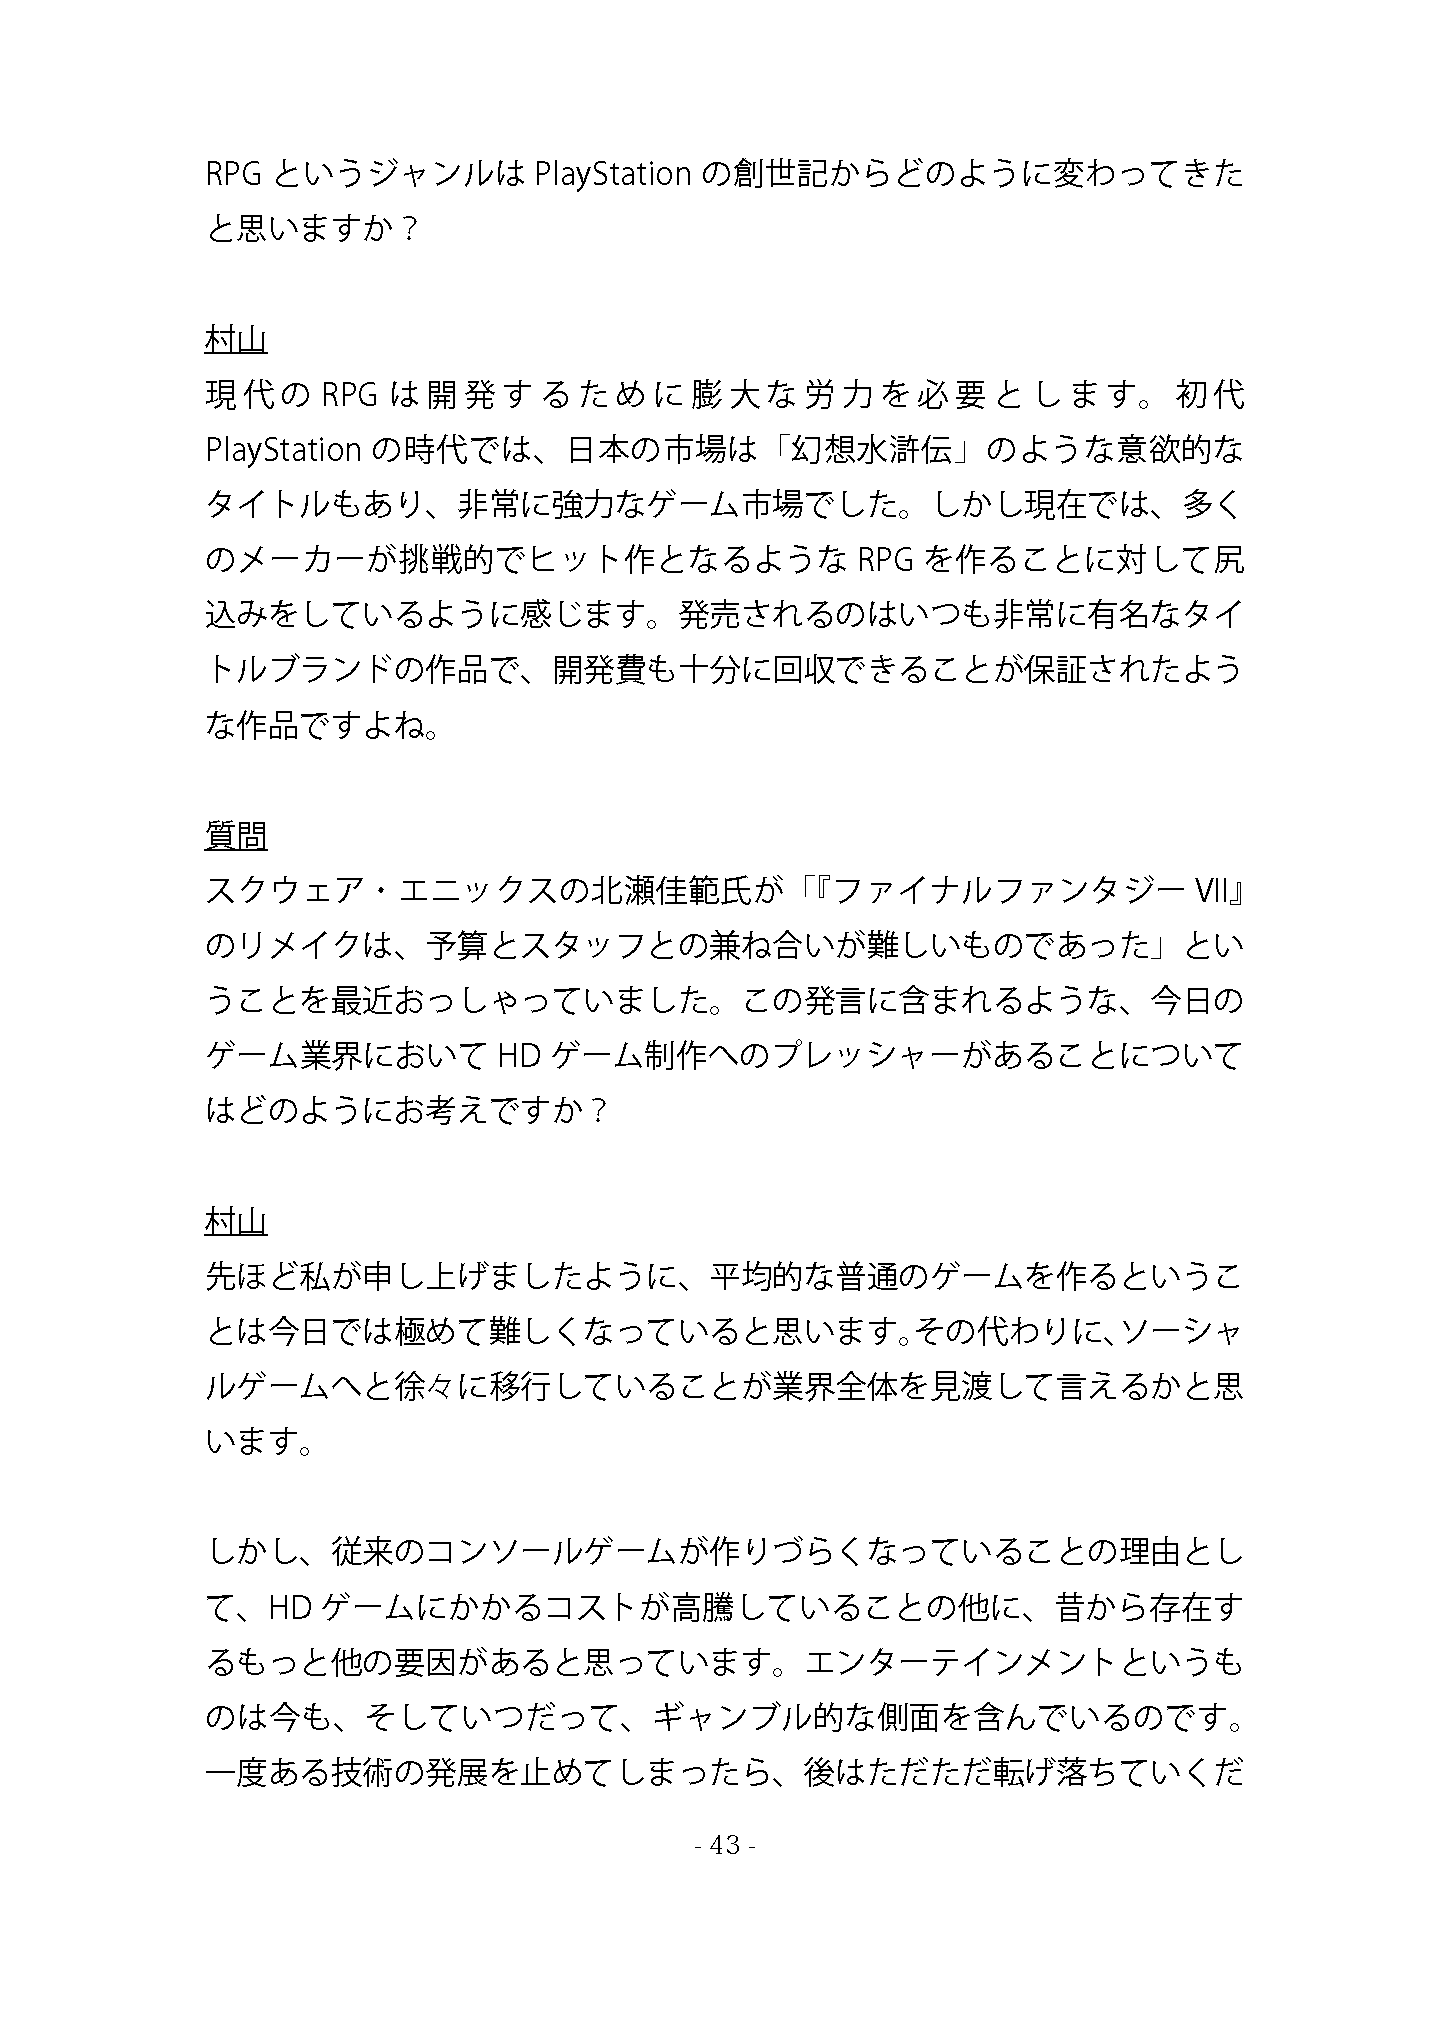 RPG というジャンルは PlayStation の創世記からどのように変わってきた
と思いますか？
村山
現代の RPG は開発するために膨大な労力を必要とします。初代
PlayStation の時代では、日本の市場は「幻想水滸伝」のような意欲的な
タイトルもあり、非常に強力なゲーム市場でした。しかし現在では、多く
のメーカーが挑戦的でヒット作となるような RPG を作ることに対して尻
込みをしているように感じます。発売されるのはいつも非常に有名なタイ
トルブランドの作品で、開発費も十分に回収できることが保証されたよう
な作品ですよね。
質問
スクウェア・エニックスの北瀬佳範氏が「『ファイナルファンタジー VII』
のリメイクは、予算とスタッフとの兼ね合いが難しいものであった」とい
うことを最近おっしゃっていました。この発言に含まれるような、今日の
ゲーム業界において HD ゲーム制作へのプレッシャーがあることについて
はどのようにお考えですか？
村山
先ほど私が申し上げましたように、平均的な普通のゲームを作るというこ
とは今日では極めて難しくなっていると思います。その代わりに、ソーシャ
ルゲームへと徐々に移行していることが業界全体を見渡して言えるかと思
います。
しかし、従来のコンソールゲームが作りづらくなっていることの理由とし
て、HD ゲームにかかるコストが高騰していることの他に、昔から存在す
るもっと他の要因があると思っています。エンターテインメントというも
のは今も、そしていつだって、ギャンブル的な側面を含んでいるのです。
一度ある技術の発展を止めてしまったら、後はただただ転げ落ちていくだ
- 43 -